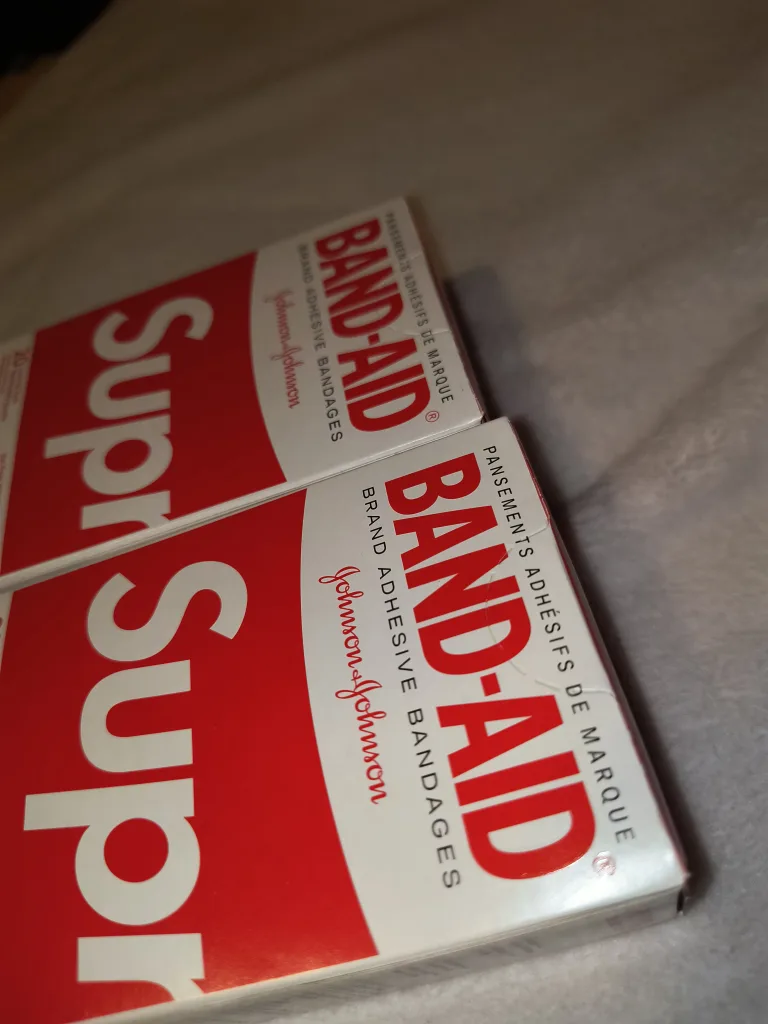 PANSEMENTS ADHÉSIFS DE MARQUE
BAND-AID®
BRAND ADHESIVE BANDAGES
Johnson & Johnson
Supr
PANSEMENTS ADHÉSIFS DE MARQUE
BAND-AID®
BRAND ADHESIVE BANDAGES
Johnson & Johnson
Supr